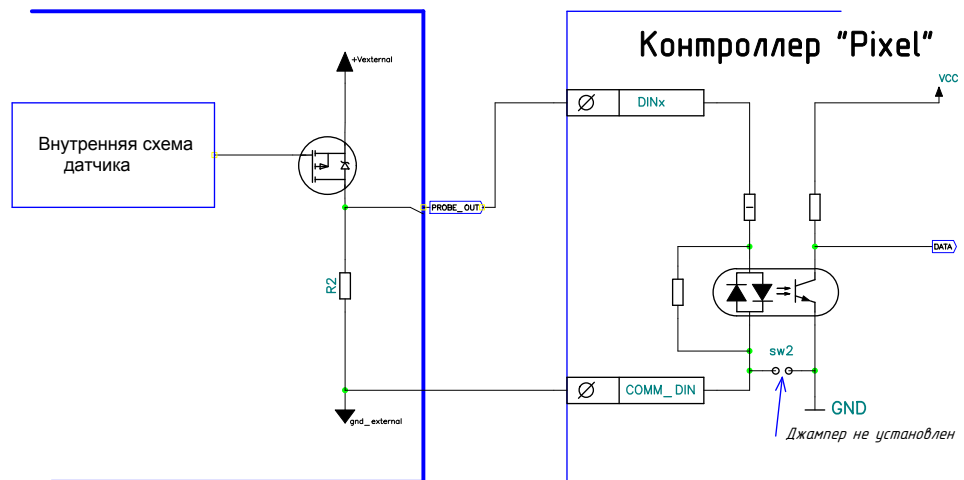 Контроллер "Pixel"
+Vexternal
VCC
DINx
Внутренняя схема
датчика
PROBE_OUT
DATA
R2
sw2
COMM_DIN
GND
gnd_external
Джампер не установлен